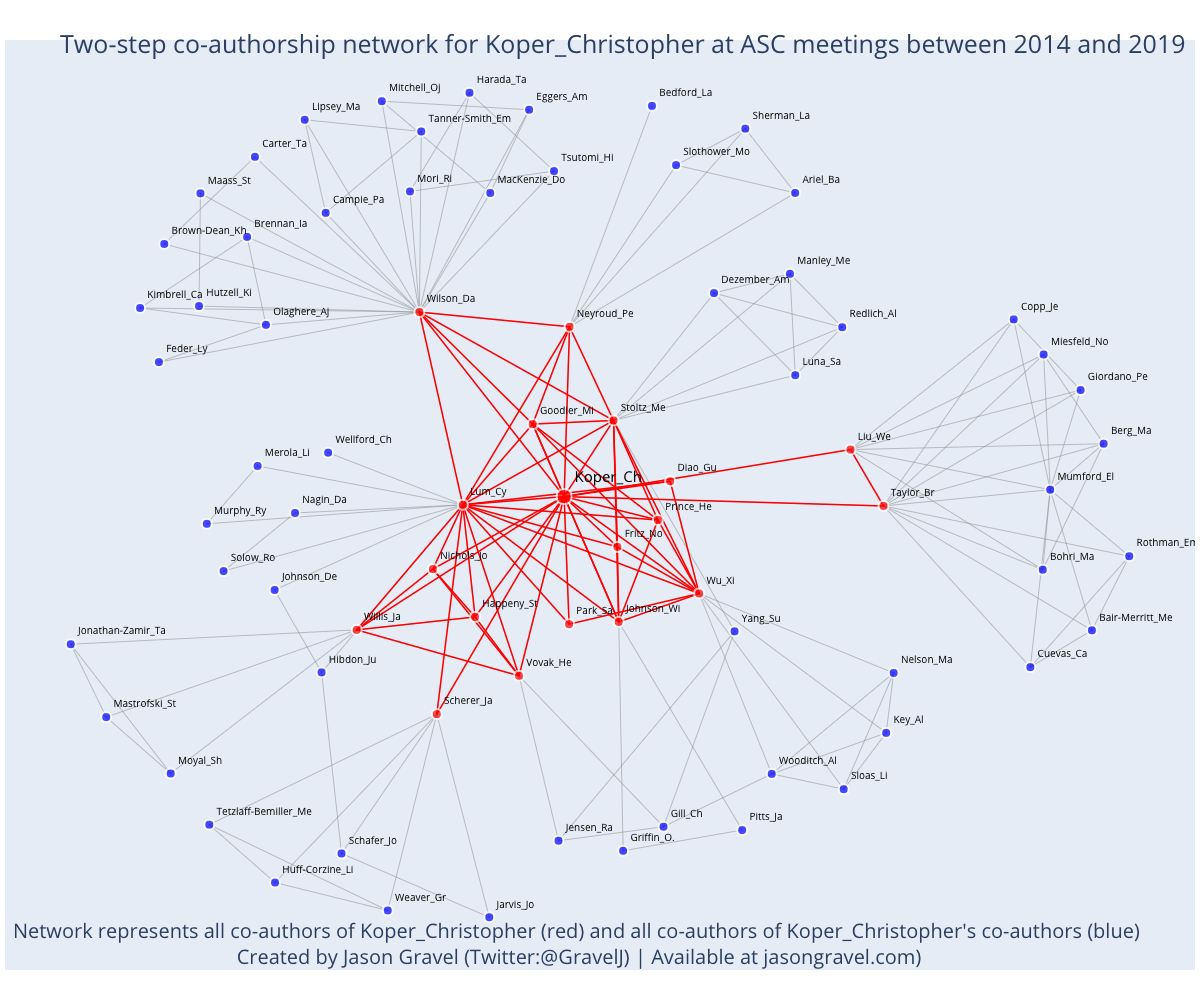 Two-step co-authorship network for Koper_Christopher at ASC meetings between 2014 and 2019
Harada_Ta
Mitchell_Oj
Bedford_La
Eggers_Am
Lipsey_Ma
Sherman_La
Tanner-Smith_Em
Carter_Ta
Slothower_Mo
Tsutomi_Hi
Maass_St
Mori_Ri
MacKenzie_Do
Ariel_Ba
Campie_Pa
Brennan_Ia
Brown-Dean_Kh
Manley_Me
Dezember_Am
Kimbrell_Ca
Hutzell_Ki
Wilson_Da
Copp_Je
Olaghere_Aj
Neyroud_Pe
Redlich_Al
Miesfeld_No
Feder_Ly
Luna_Sa
Giordano_Pe
Goodier_Mi
Stoltz_Me
Berg_Ma
Wellford_Ch
Liu_We
Merola_Li
Diao_Gu
Koper_Ch
Mumford_El
Lum_Cy
Taylor_Br
Nagin_Da
Prince_He
Murphy_Ry
Fritz_No
Rothman_Em
Solow_Ro
Nichols_Jo
Bohri_Ma
Johnson_De
Wu_Xi
Happeny_St
Park_Sa
Johnson_Wi
Willis_Ja
Yang_Su
Bair-Merritt_Me
Jonathan-Zamir_Ta
Hibdon_Ju
Vovak_He
Nelson_Ma
Cuevas_Ca
Mastrofski_St
Scherer_Ja
Key_Al
Moyal_Sh
Wooditch_Al
Sloas_Li
Tetzlaff-Bemiller_Me
Jensen_Ra
Gill_Ch
Pitts_Ja
Schafer_Jo
Griffin_O.
Huff-Corzine_Li
Weaver_Gr
Jarvis_Jo
Network represents all co-authors of Koper_Christopher (red) and all co-authors of Koper_Christopher's co-authors (blue)
Created by Jason Gravel (Twitter:@GravelJ) | Available at jasongravel.com)